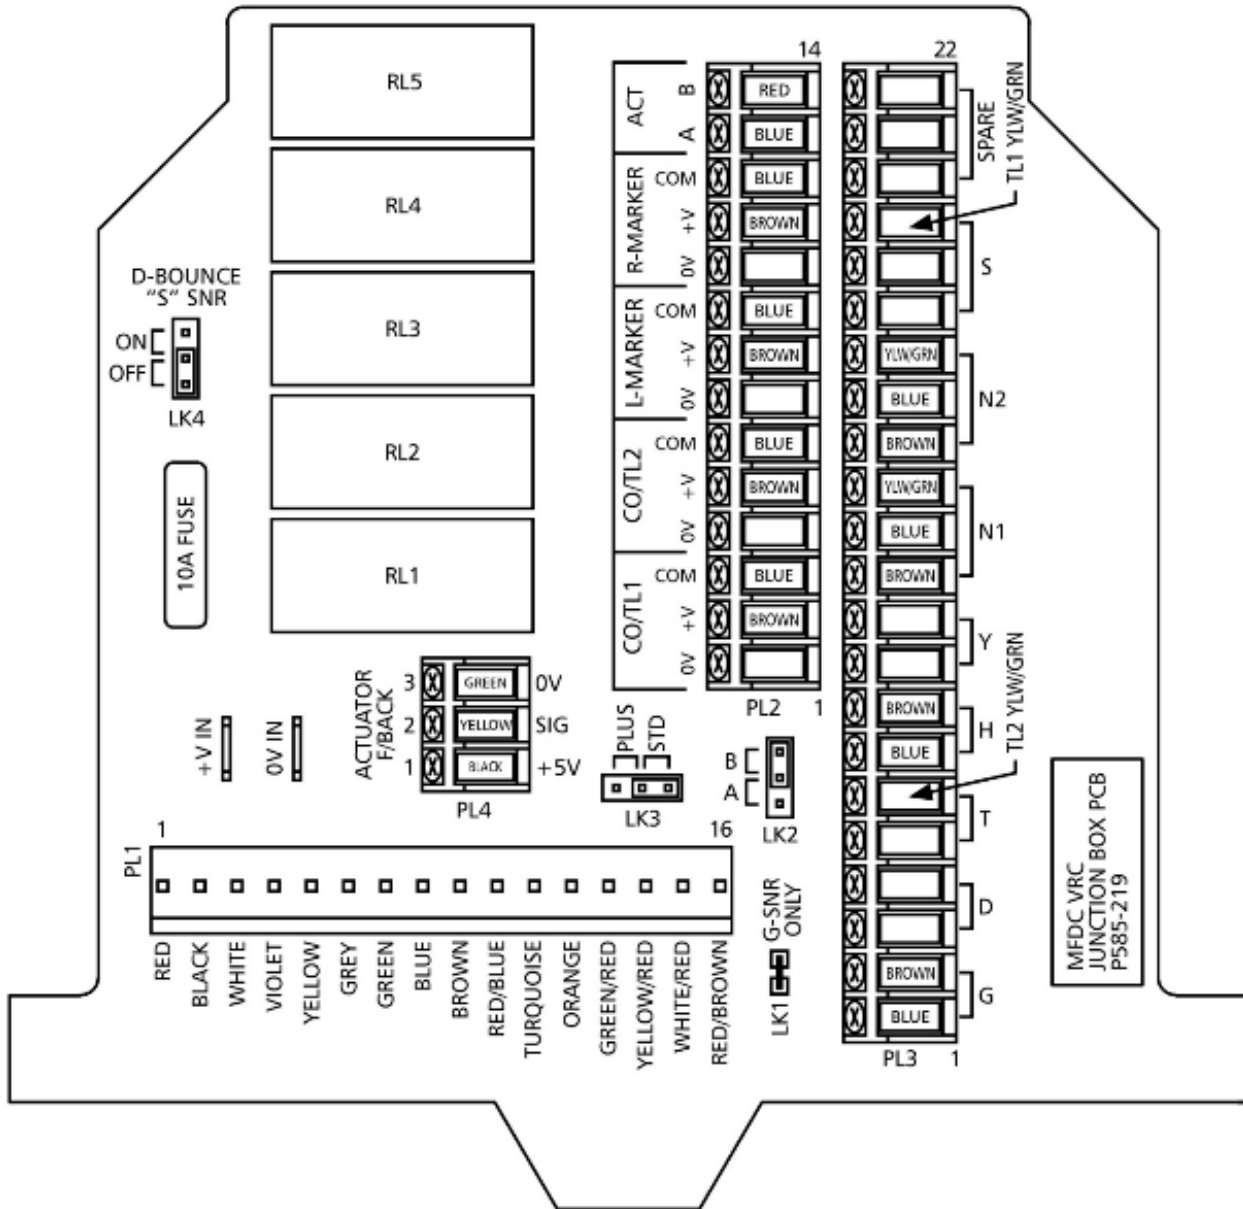 RL5
RL4
RL3
RL2
RL1
D-BOUNCE
"S" SNR
ON
OFF
LK4
10A FUSE
+V IN
0V IN
ACTUATOR
F/BACK
3 GREEN 0V
2 YELLOW SIG
1 BLACK +5V
PL4
14
ACT
B RED
A BLUE
R-MARKER
COM BLUE
+V BROWN
0V
L-MARKER
COM BLUE
+V BROWN
0V
CO/TL2
COM BLUE
+V BROWN
0V
CO/TL1
COM BLUE
+V BROWN
0V
PL2 1
22
SPARE
TL1 YLW/GRN
S
YLW/GRN
BLUE
BROWN
N2
YLW/GRN
BLUE
BROWN
N1
Y
BROWN
BLUE
H
TL2 YLW/GRN
T
D
BROWN
BLUE
G
PL3 1
PLUS
STD
LK3
B
A
LK2
G-SNR
ONLY
LK1
PL1
1 16
RED
BLACK
WHITE
VIOLET
YELLOW
GREY
GREEN
BLUE
BROWN
RED/BLUE
TURQUOISE
ORANGE
GREEN/RED
YELLOW/RED
WHITE/RED
RED/BROWN
MFDC VRC
JUNCTION BOX PCB
P585-219